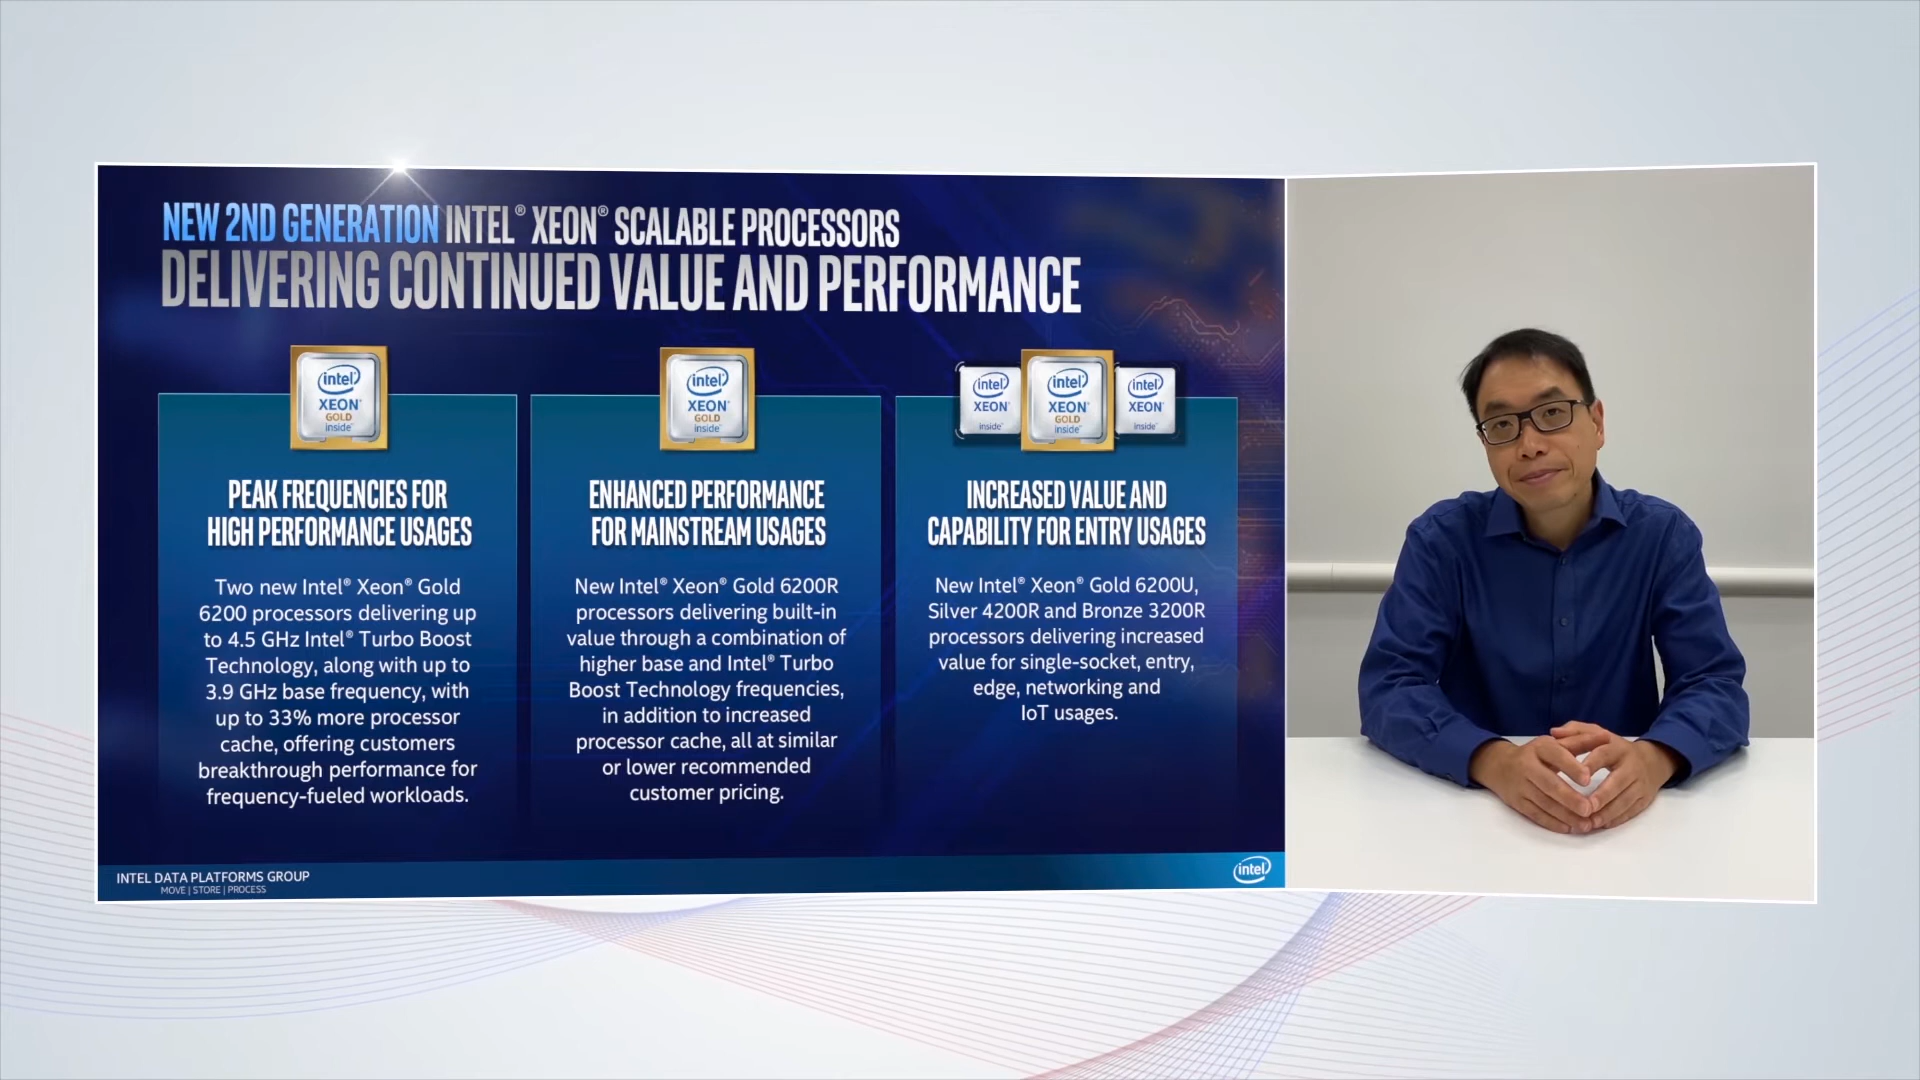 NEW 2ND GENERATION INTEL® XEON® SCALABLE PROCESSORS
DELIVERING CONTINUED VALUE AND PERFORMANCE
intel®
XEON®
GOLD
inside™
PEAK FREQUENCIES FOR
HIGH PERFORMANCE USAGES
Two new Intel® Xeon® Gold
6200 processors delivering up
to 4.5 GHz Intel® Turbo Boost
Technology, along with up to
3.9 GHz base frequency, with
up to 33% more processor
cache, offering customers
breakthrough performance for
frequency-fueled workloads.
intel®
XEON®
GOLD
inside™
ENHANCED PERFORMANCE
FOR MAINSTREAM USAGES
New Intel® Xeon® Gold 6200R
processors delivering built-in
value through a combination of
higher base and Intel® Turbo
Boost Technology frequencies,
in addition to increased
processor cache, all at similar
or lower recommended
customer pricing.
intel®
XEON®
inside™
intel®
XEON®
GOLD
inside™
intel®
XEON®
inside™
INCREASED VALUE AND
CAPABILITY FOR ENTRY USAGES
New Intel® Xeon® Gold 6200U,
Silver 4200R and Bronze 3200R
processors delivering increased
value for single-socket, entry,
edge, networking and
IoT usages.
INTEL DATA PLATFORMS GROUP
MOVE | STORE | PROCESS
intel